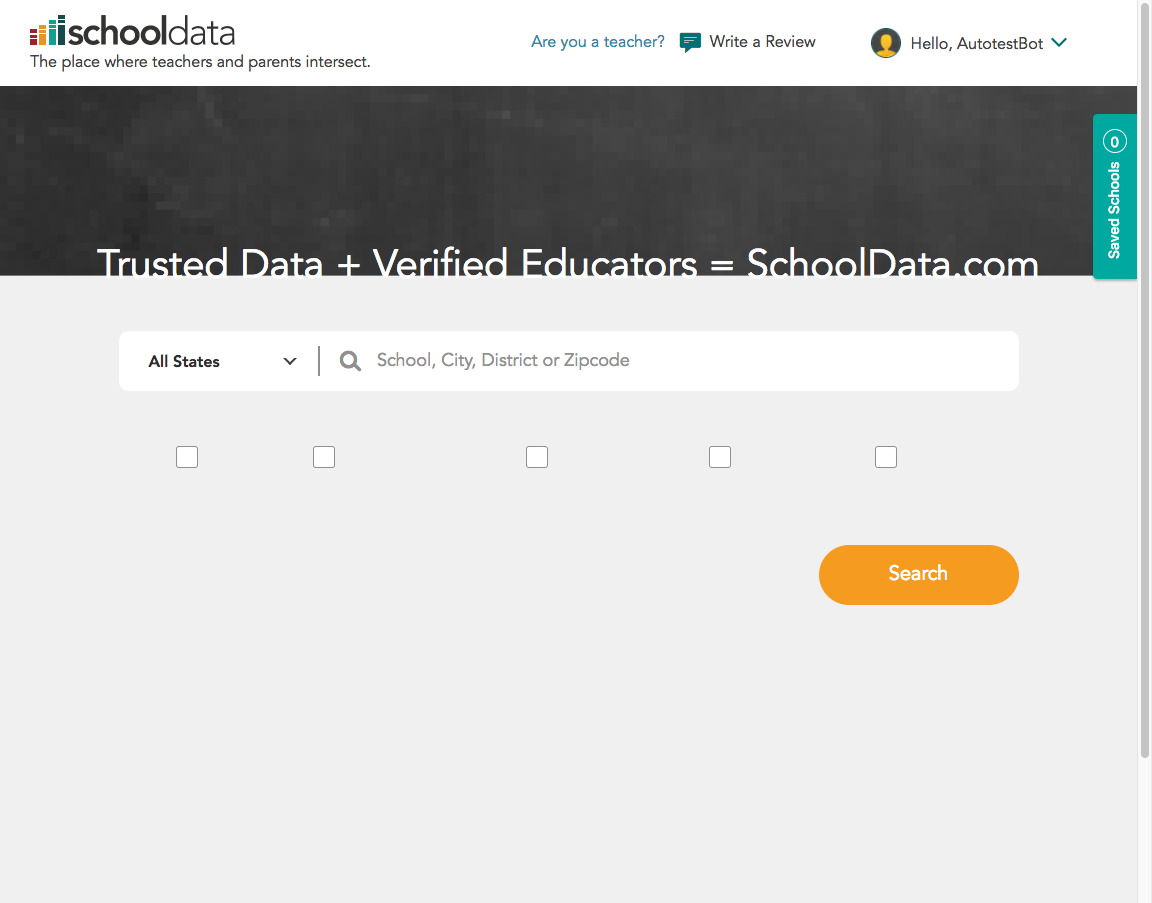 schooldata
The place where teachers and parents intersect.
Are you a teacher?
Write a Review
Hello, AutotestBot
0
Saved Schools
Trusted Data + Verified Educators = SchoolData.com
All States
School, City, District or Zipcode
Search